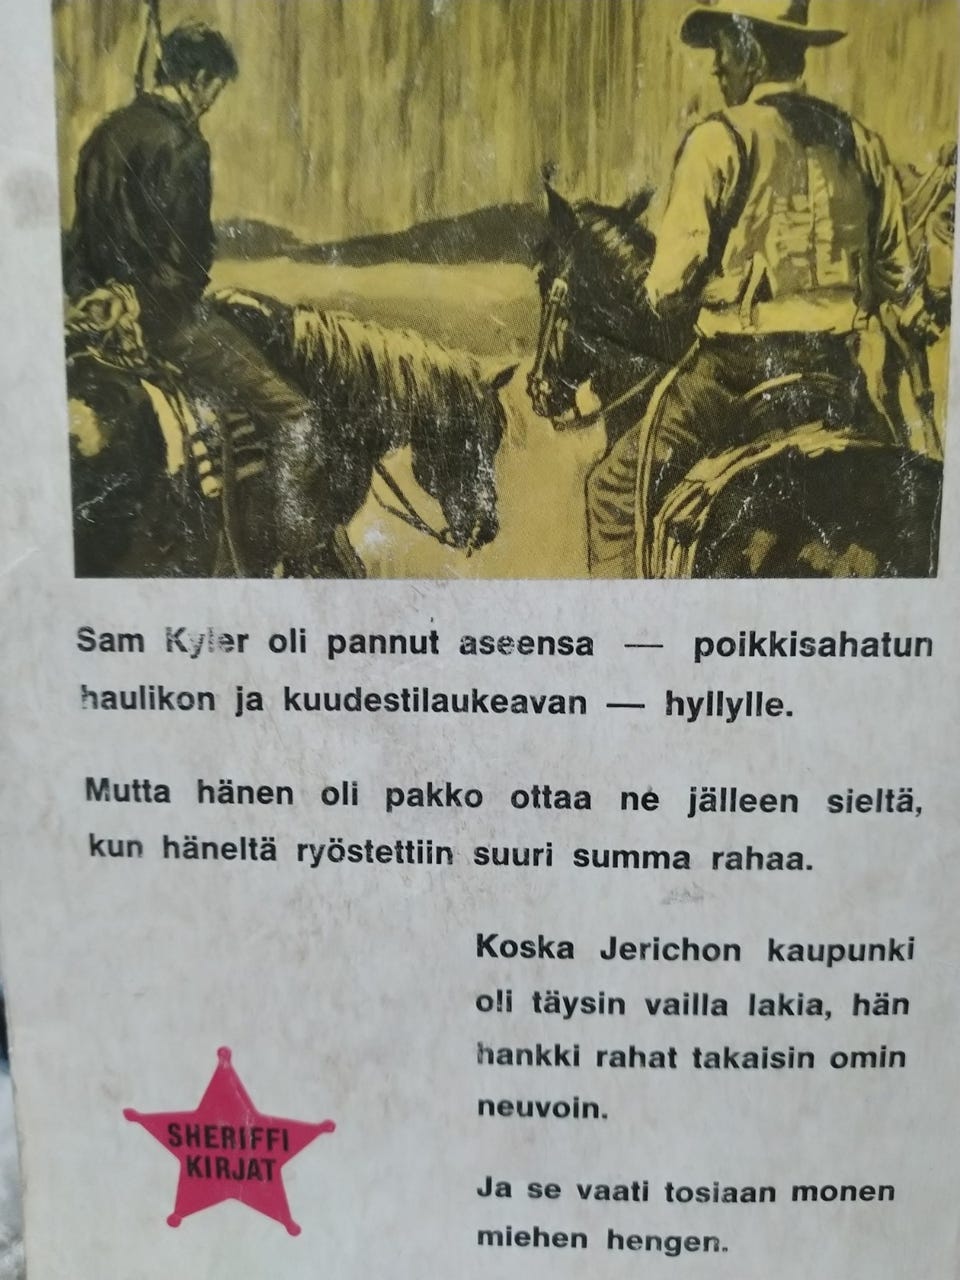 Sam Kyler oli pannut aseensa — poikkisahatun
haulikon ja kuudestilaukeavan — hyllylle.
Mutta hänen oli pakko ottaa ne jälleen sieltä,
kun häneltä ryöstettiin suuri summa rahaa.
Koska Jerichon kaupunki
oli täysin vailla lakia, hän
hankki rahat takaisin omin
neuvoin.
Ja se vaati tosiaan monen
miehen hengen.
SHERIFFI
KIRJAT